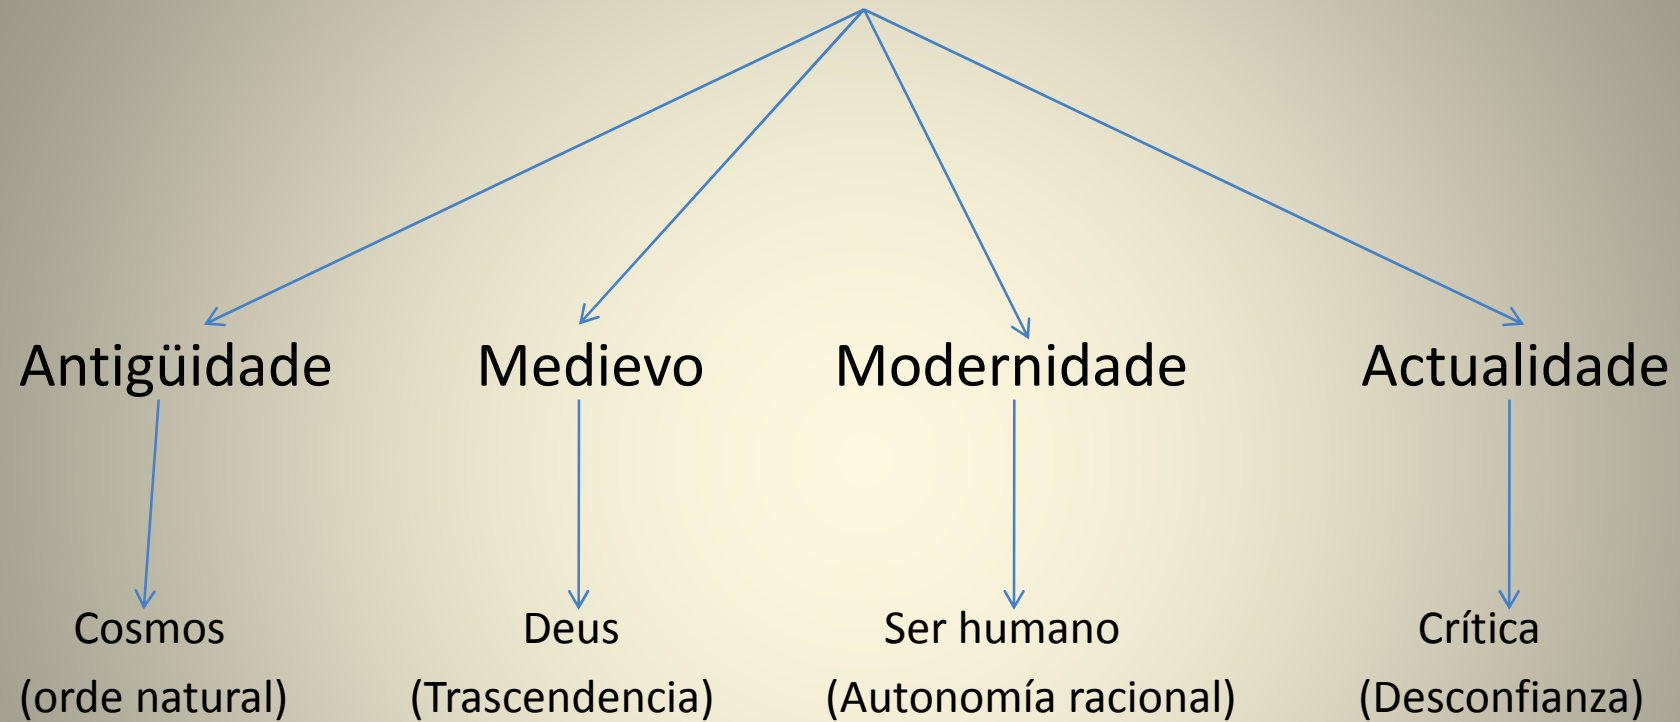 Antigüidade Medievo Modernidade Actualidade
Cosmos Deus Ser humano Crítica
(orde natural) (Trascendencia) (Autonomía racional) (Desconfianza)